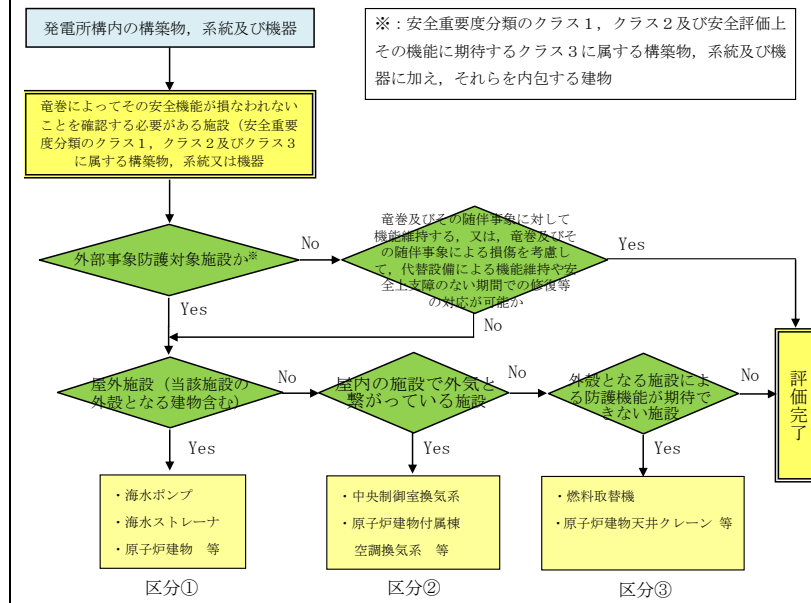 発電所構内の構築物，系統及び機器
※：安全重要度分類のクラス１，クラス２及び安全評価上
その機能に期待するクラス３に属する構築物，系統及び機
器に加え，それらを内包する建物
竜巻によってその安全機能が損なわれない
ことを確認する必要がある施設（安全重要
度分類のクラス１，クラス２及びクラス３
に属する構築物，系統又は機器
外部事象防護対象施設か※
No
竜巻及びその随伴事象に対して
機能維持する，又は，竜巻及びそ
の随伴事象による損傷を考慮し
て，代替設備による機能維持や安
全上支障のない期間での修復等
の対応が可能か
Yes
Yes
No
屋外施設（当該施設の
外殻となる建物含む）
No
屋内の施設で外気と
繋がっている施設
No
外殻となる施設によ
る防護機能が期待で
きない施設
No
評価完了
Yes
Yes
Yes
・海水ポンプ
・海水ストレーナ
・原子炉建物　等
・中央制御室換気系
・原子炉建物付属棟
空調換気系　等
・燃料取替機
・原子炉建物天井クレーン 等
区分①
区分②
区分③